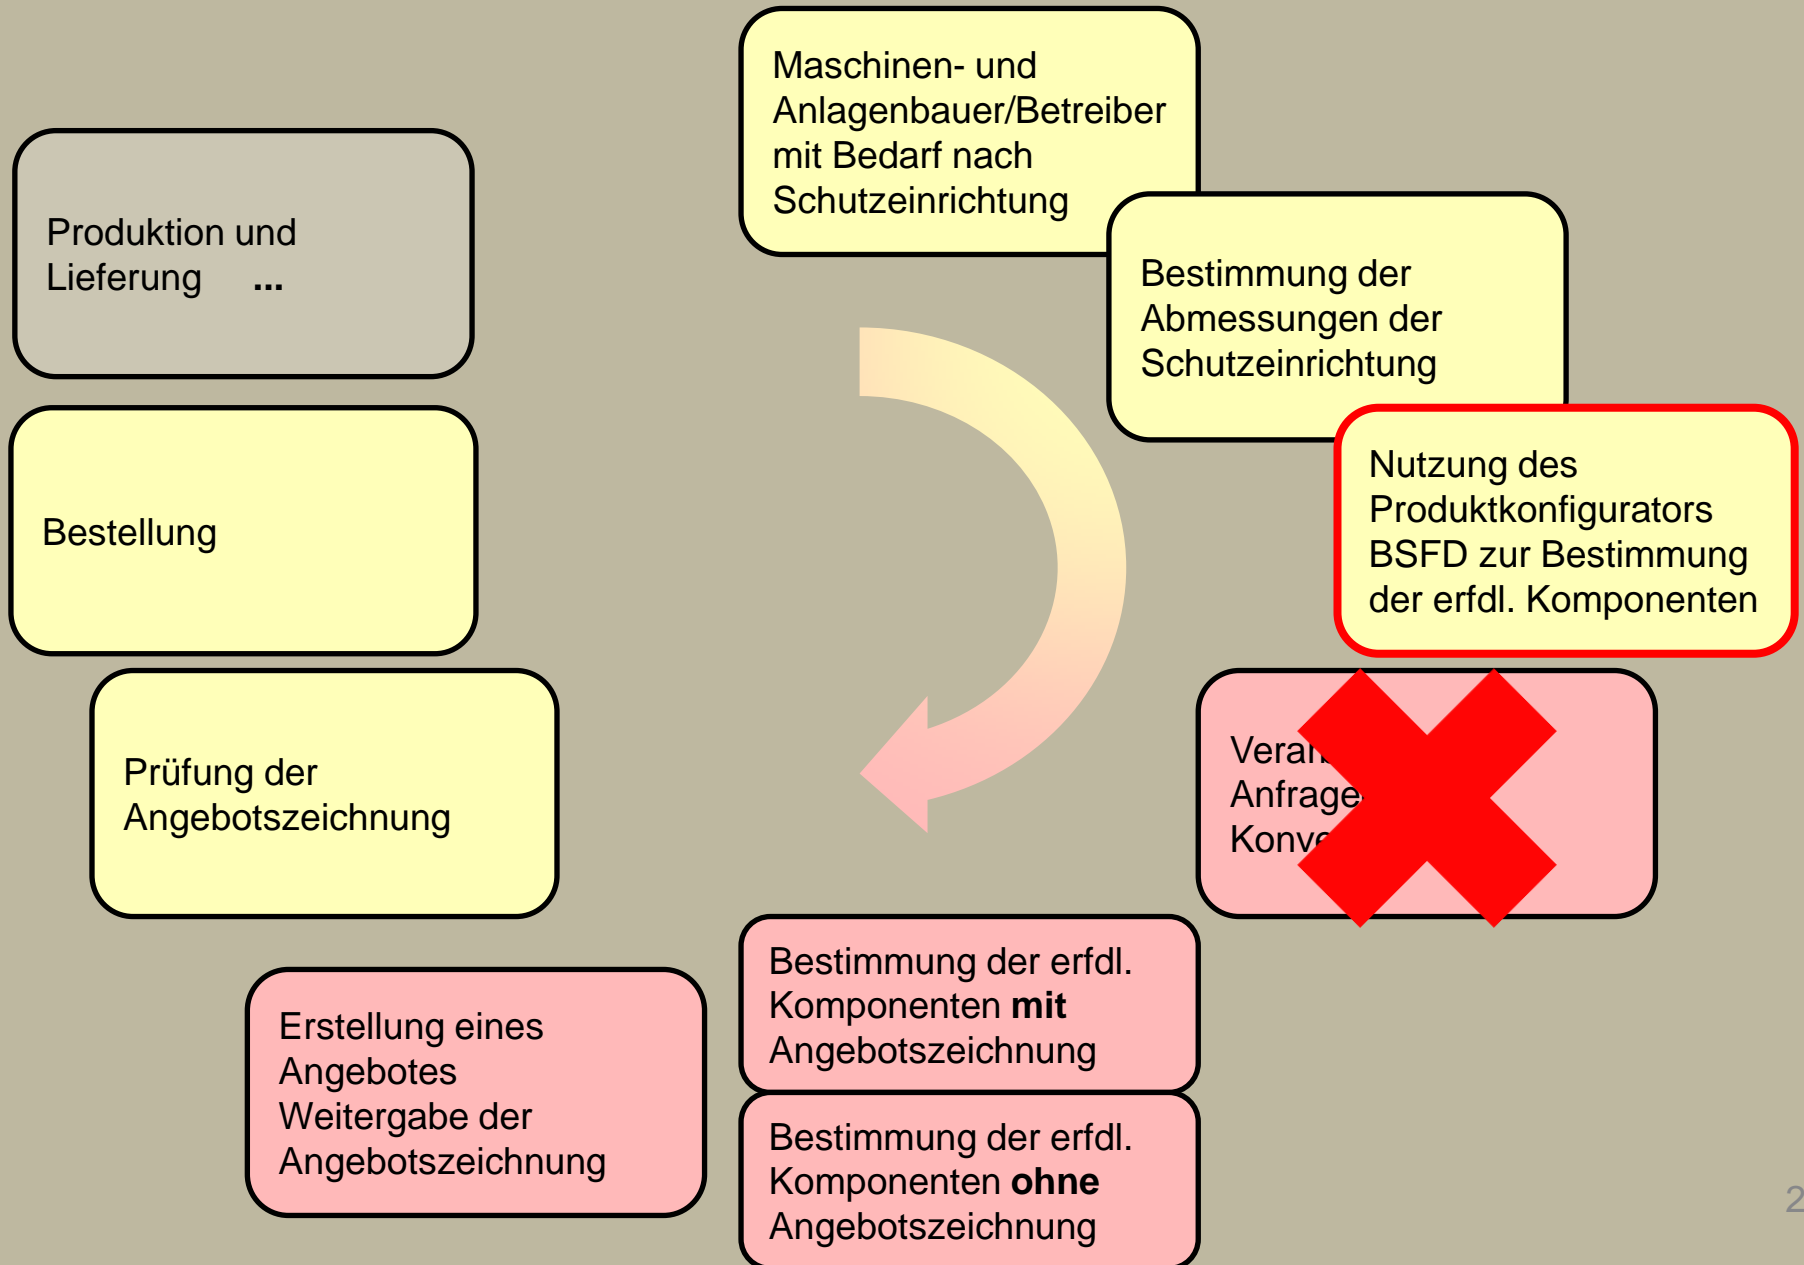 Maschinen- und
Anlagenbauer/Betreiber
mit Bedarf nach
Schutzeinrichtung
Bestimmung der
Abmessungen der
Schutzeinrichtung
Nutzung des
Produktkonfigurators
BSFD zur Bestimmung
der erfdl. Komponenten
Bestimmung der erfdl.
Komponenten mit
Angebotszeichnung
Bestimmung der erfdl.
Komponenten ohne
Angebotszeichnung
Erstellung eines
Angebotes
Weitergabe der
Angebotszeichnung
Prüfung der
Angebotszeichnung
Bestellung
Produktion und
Lieferung ...
2